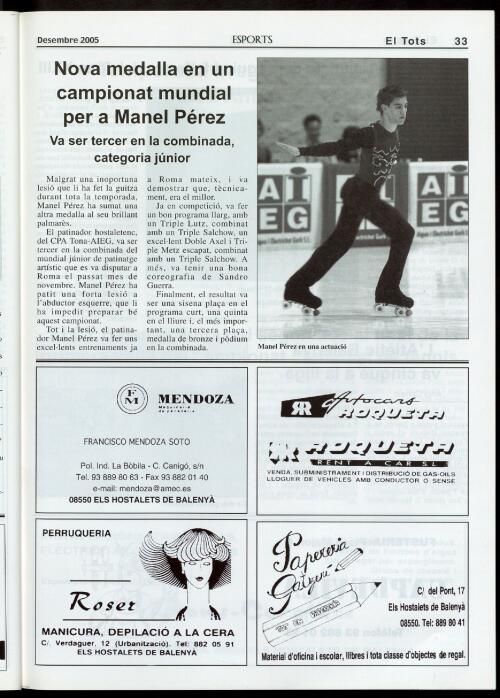 Desembre 2005
ESPORTS
El Tots
33
Nova medalla en un
campionat mundial
per a Manel Pérez
Va ser tercer en la combinada,
categoria júnior
Malgrat una inoportuna
lesió que li ha fet la guitza
durant tota la temporada,
Manel Pérez ha sumat una
altra medalla al seu brillant
palmarès.
El patinador hostaletenc,
del CPA Tona-AIEG, va ser
tercer en la combinada del
mundial júnior de patinatge
artístic que es va disputar a
Roma el passat mes de
novembre. Manel Pérez ha
patit una forta lesió a
l'abductor esquerre, que li
ha impedit preparar bé
aquest campionat.
Tot i la lesió, el patina-
dor Manel Pérez va fer uns
excel·lents entrenaments ja
a Roma mateix, i va
demostrar que, tècnica-
ment, era el millor.
Ja en competició, va fer
un bon programa llarg, amb
un Triple Lutz, combinat
amb un Triple Salchow, un
excel·lent Doble Axel i Tri-
ple Metz escapat, combinat
amb un Triple Salchow. A
més, va tenir una bona
coreografia de Sandro
Guerra.
Finalment, el resultat va
ser una sisena plaça en el
programa curt, una quinta
en el lliure i, el més impor-
tant, una tercera plaça,
medalla de bronze i pòdium
en la combinada.
AI
EG
AI
EG
Manel Pérez en una actuació
FM
MENDOZA
Maquinària
de peleteria
FRANCISCO MENDOZA SOTO
Pol. Ind. La Bòbila - C. Canigó, s/n
Tel. 93 889 80 63 - Fax 93 882 01 40
e-mail: mendoza@amec.es
08550 ELS HOSTALETS DE BALENYÀ
Autocars
ROQUETA
ROQUETA
RENT A CAR SL
VENDA, SUBMINISTRAMENT I DISTRIBUCIÓ DE GAS-OILS
LLOGUER DE VEHICLES AMB CONDUCTOR O SENSE
PERRUQUERIA
Roser
MANICURA, DEPILACIÓ A LA CERA
C/. Verdaguer, 12 (Urbanització). Tel: 882 05 91
ELS HOSTALETS DE BALENYÀ
Papereria
C/ del Pont, 17
Els Hostalets de Balenyà
08550. Tel: 889 80 41
Material d'oficina i escolar, llibres i tota classe d'objectes de regal.